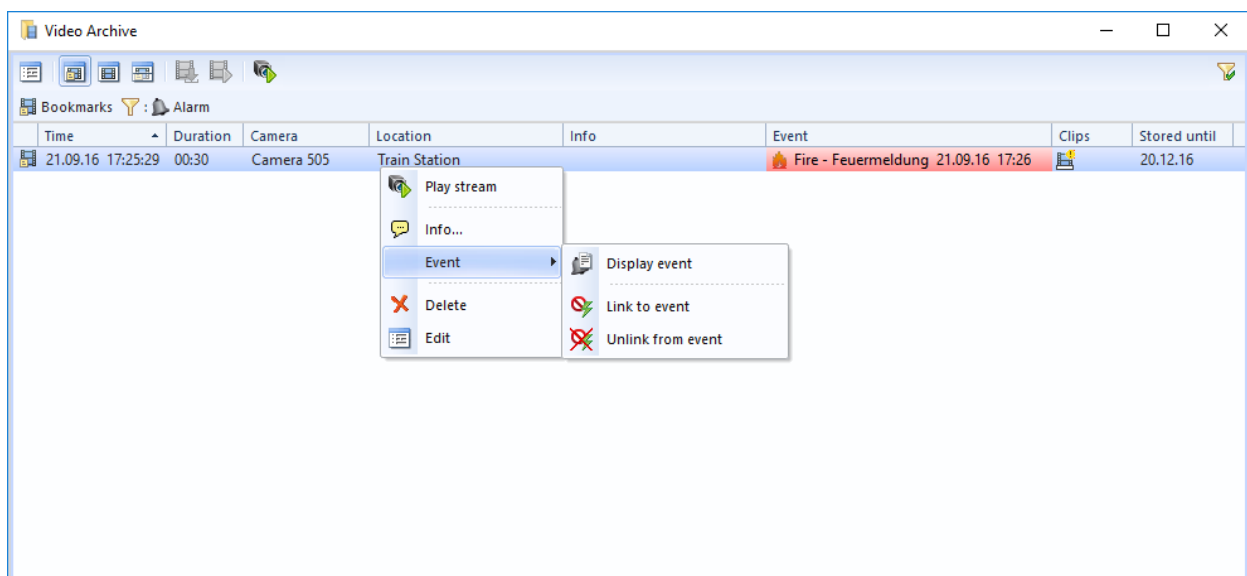 Video Archive
Bookmarks : Alarm
Time Duration Camera Location Info Event Clips Stored until
21.09.16 17:25:29 00:30 Camera 505 Train Station Fire - Feuermeldung 21.09.16 17:26 20.12.16
Play stream
Info...
Event
Delete
Edit
Display event
Link to event
Unlink from event